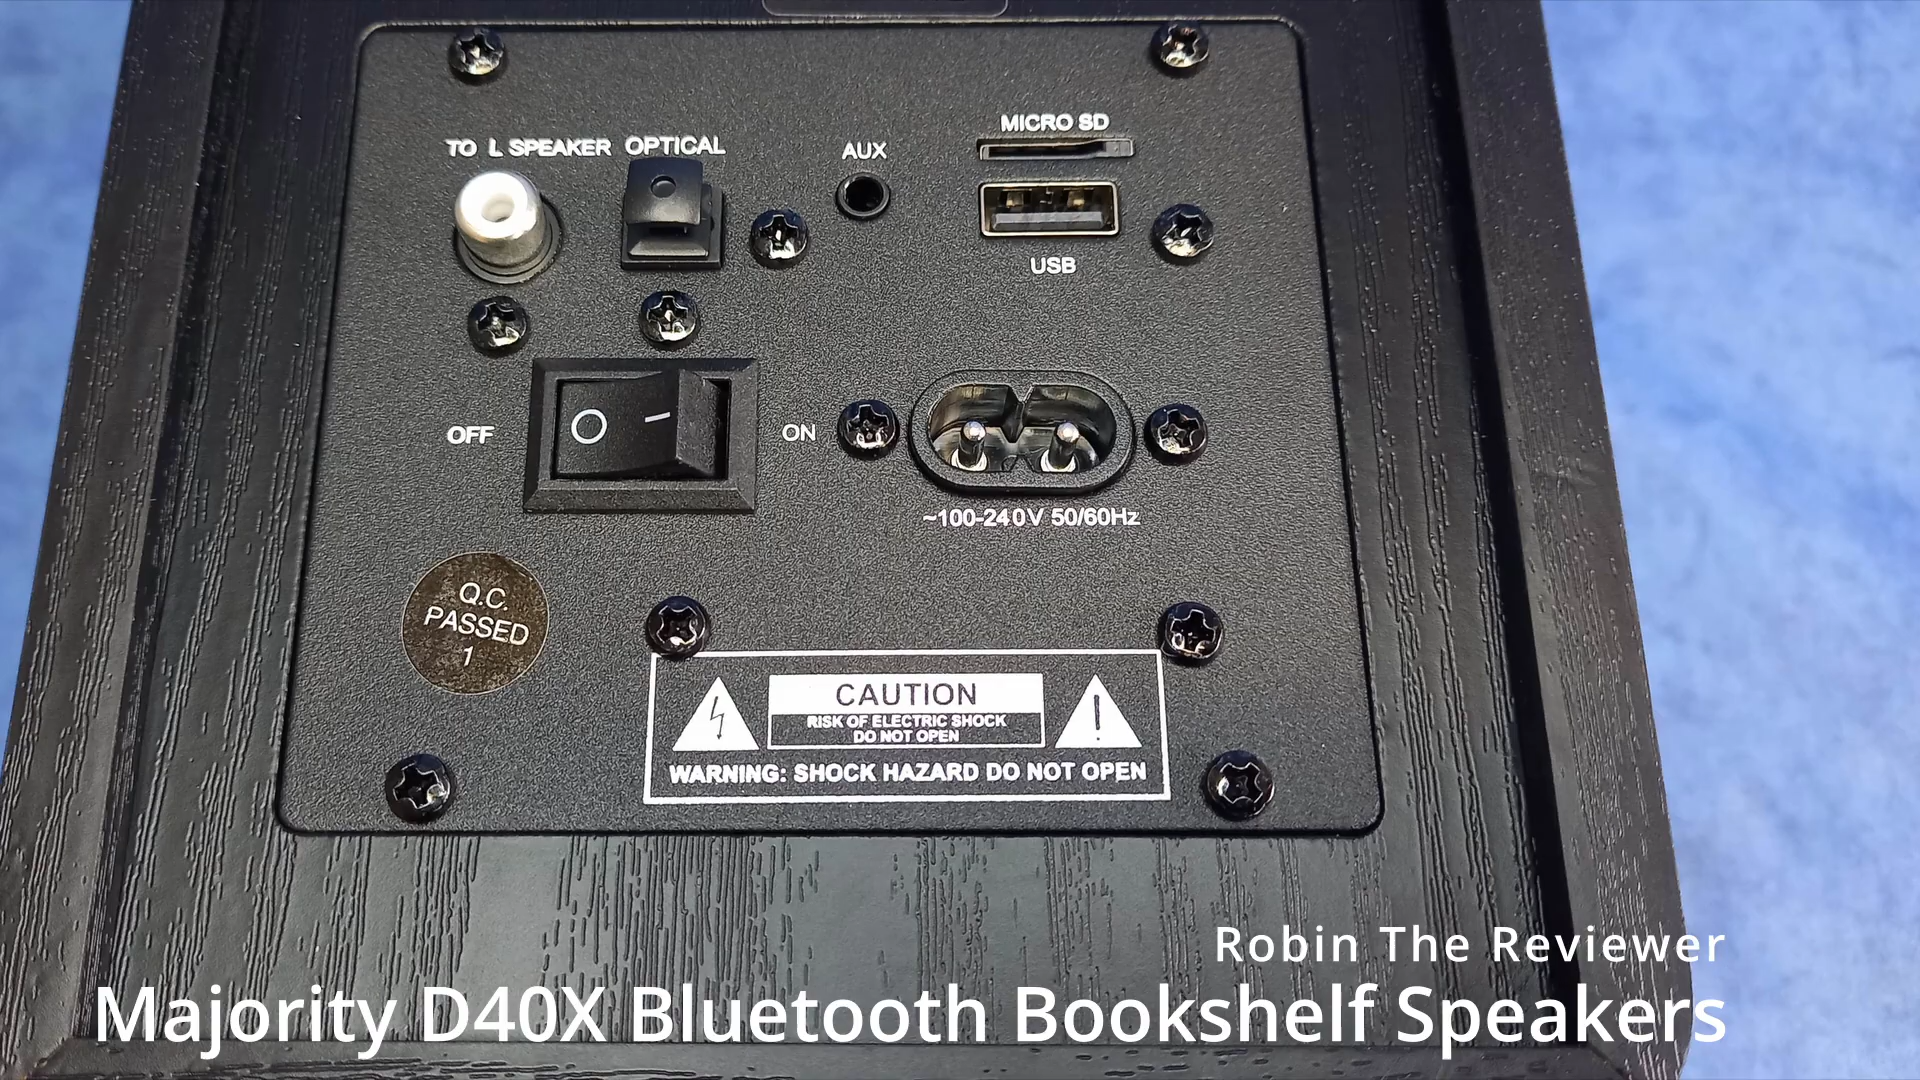 MICRO SD
TO L SPEAKER
OPTICAL
AUX
USB
OFF
O
ON
~100-240V 50/60Hz
Q.C.
PASSED
1
CAUTION
RISK OF ELECTRIC SHOCK
DO NOT OPEN
WARNING: SHOCK HAZARD DO NOT OPEN
Robin The Reviewer
Majority D40X Bluetooth Bookshelf Speakers